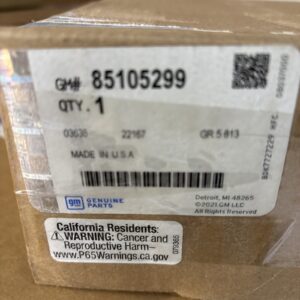 GM# 85105299
QTY. 1
03636 22167 GR 5.813
MADE IN U.S.A
gm GENUINE PARTS
Detroit, MI 48265
©2021 GM LLC
All Rights Reserved
California Residents:
WARNING: Cancer and
Reproductive Harm-
www.P65Warnings.ca.gov